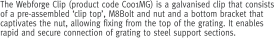 The Webforge Clip (product code C001MG) is a galvanised clip that consists
of a pre-assembled 'clip top', M8Bolt and nut and a bottom bracket that
captivates the nut, allowing fixing from the top of the grating. It enables
rapid and secure connection of grating to steel support sections.